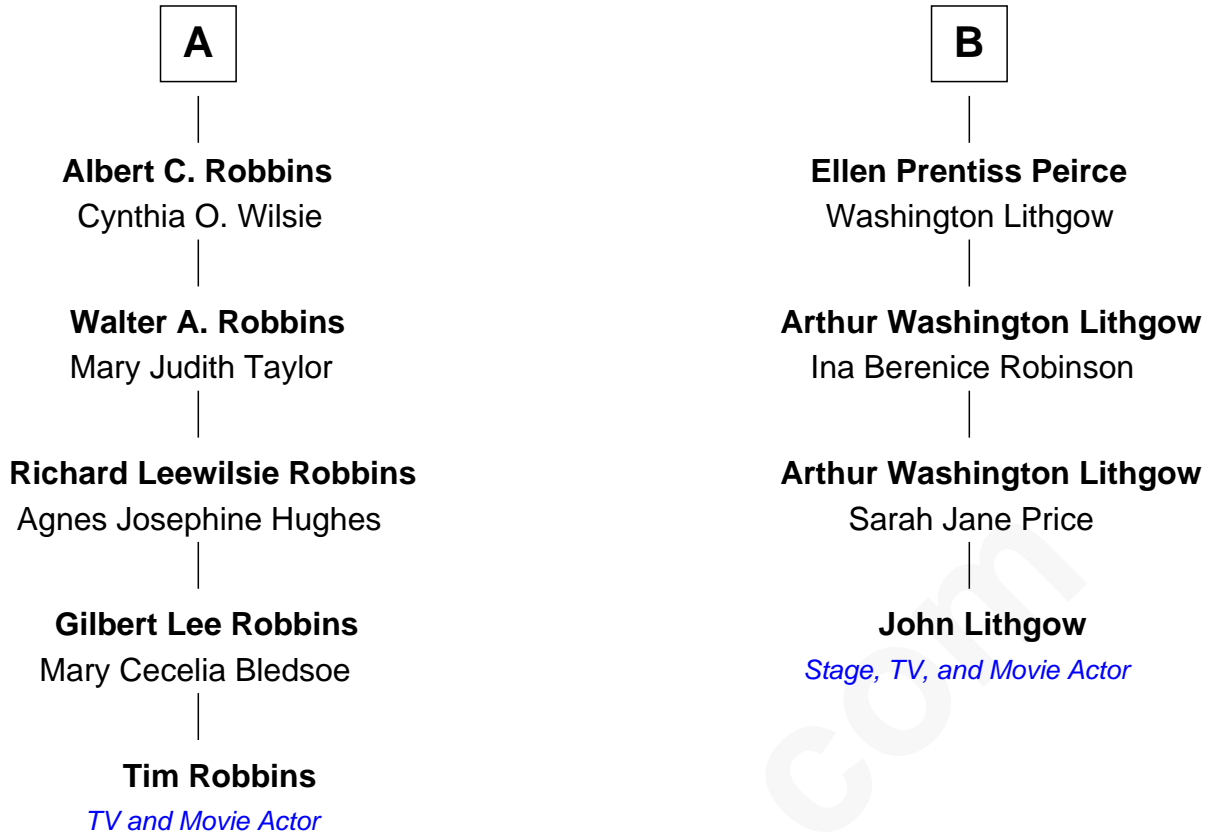 A
Albert C. Robbins
Cynthia O. Wilsie
Walter A. Robbins
Mary Judith Taylor
Richard Leewilsie Robbins
Agnes Josephine Hughes
Gilbert Lee Robbins
Mary Cecelia Bledsoe
Tim Robbins
TV and Movie Actor
B
Ellen Prentiss Peirce
Washington Lithgow
Arthur Washington Lithgow
Ina Berenice Robinson
Arthur Washington Lithgow
Sarah Jane Price
John Lithgow
Stage, TV, and Movie Actor
com